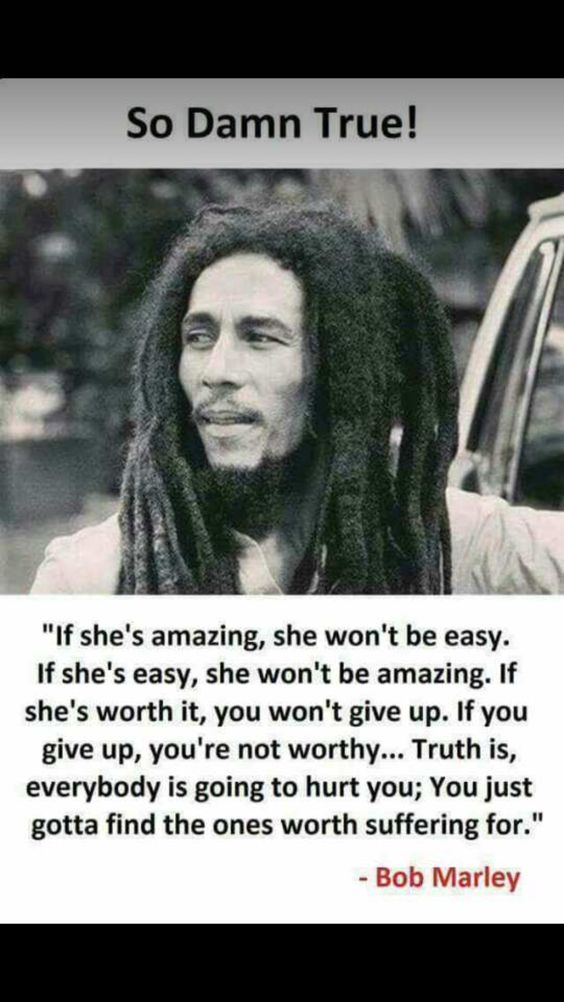 So Damn True!
"If she's amazing, she won't be easy.
If she's easy, she won't be amazing. If
she's worth it, you won't give up. If you
give up, you're not worthy... Truth is,
everybody is going to hurt you; You just
gotta find the ones worth suffering for."
- Bob Marley